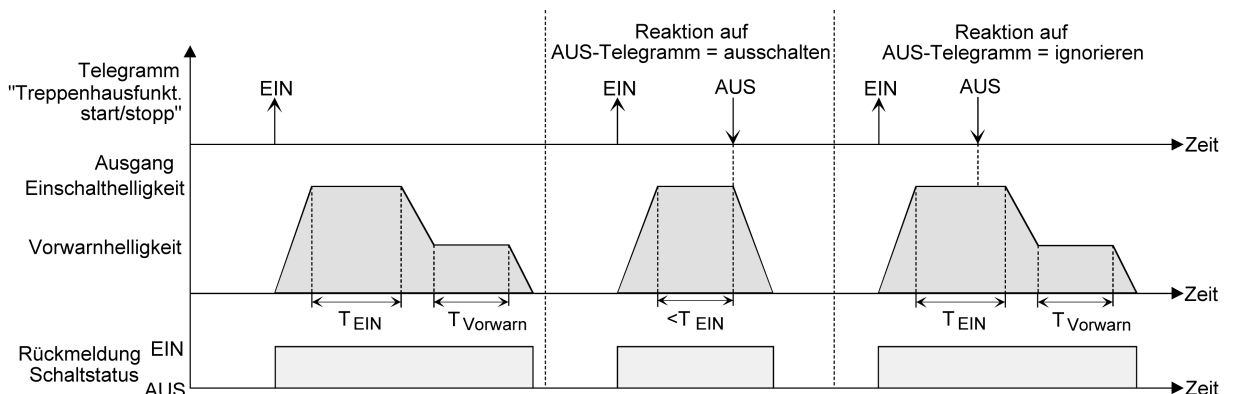 Reaktion auf
AUS-Telegramm = ausschalten
Reaktion auf
AUS-Telegramm = ignorieren
Telegramm
"Treppenhausfunkt.
start/stopp"
EIN
EIN
AUS
EIN
AUS
Zeit
Ausgang
Einschalthelligkeit
Vorwarnhelligkeit
Zeit
T EIN
T Vorwarn
<T EIN
T EIN
T Vorwarn
Rückmeldung
Schaltstatus
EIN
AUS
Zeit